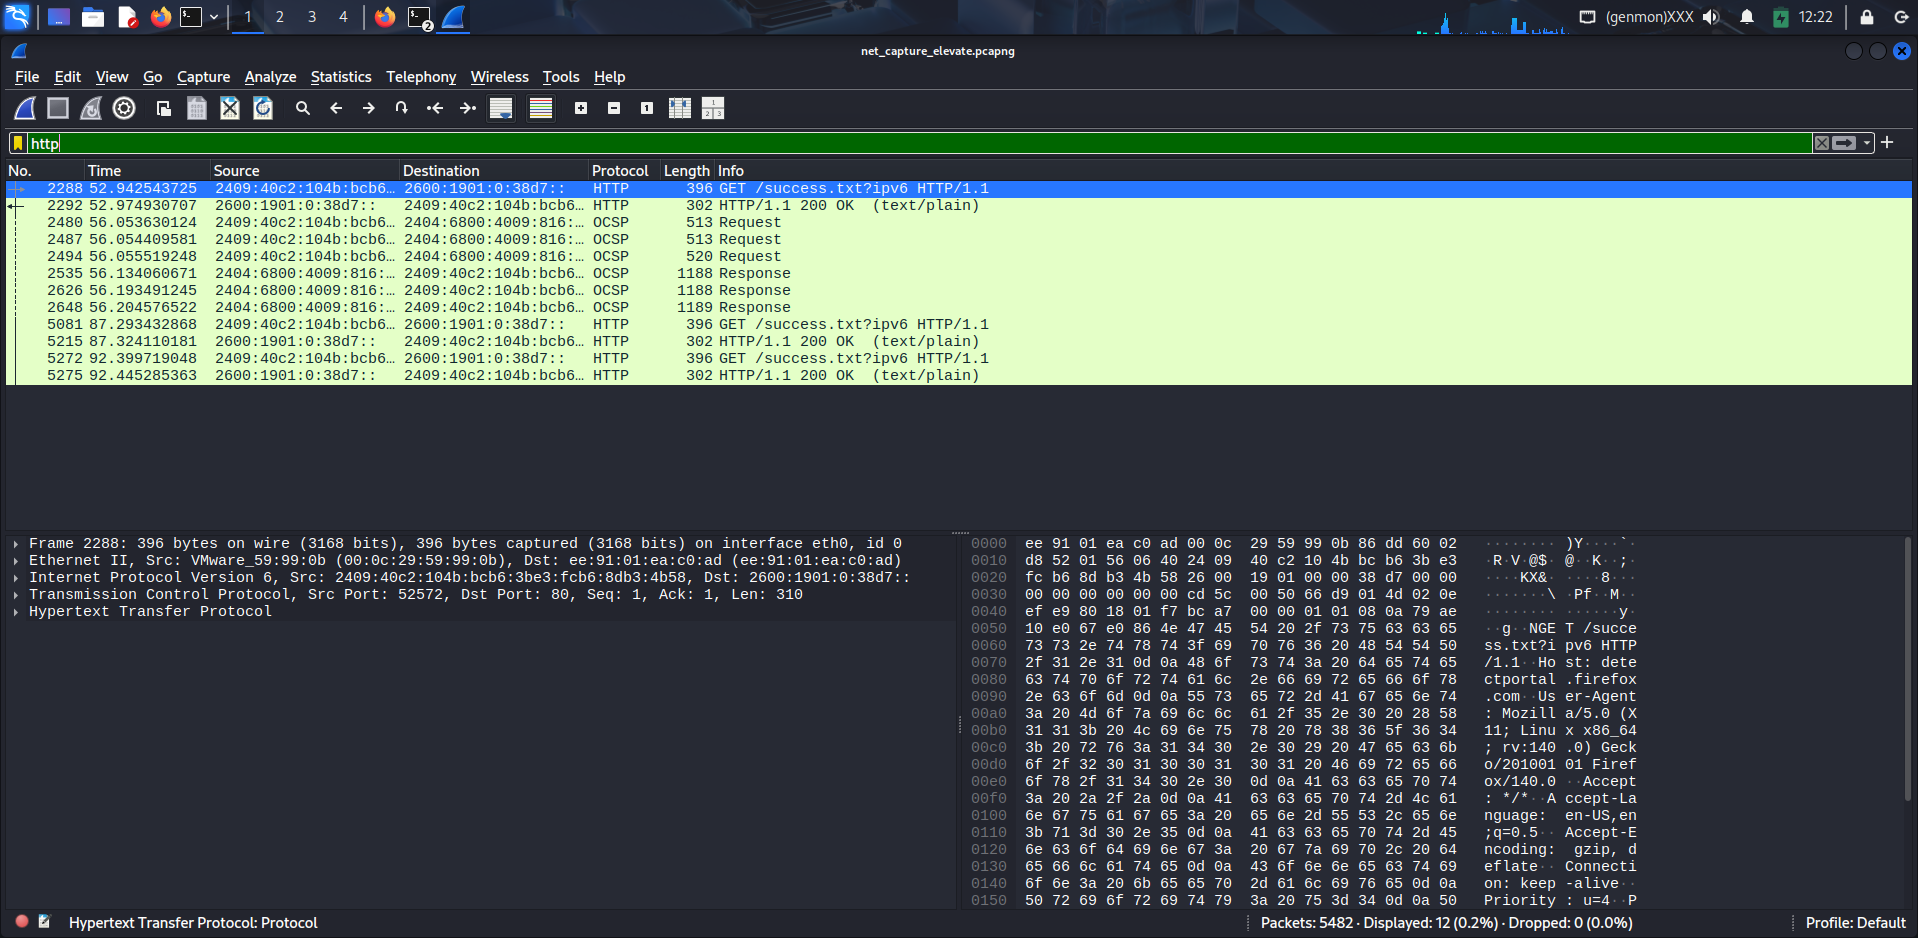 1 2 3 4 2 (genmon)XXX 12:22
net_capture_elevate.pcapng
File Edit View Go Capture Analyze Statistics Telephony Wireless Tools Help
http
No. Time Source Destination Protocol Length Info
2288 52.942543725 2409:40c2:104b:bcb6… 2600:1901:0:38d7:: HTTP 396 GET /success.txt?ipv6 HTTP/1.1
2292 52.974930707 2600:1901:0:38d7:: 2409:40c2:104b:bcb6… HTTP 302 HTTP/1.1 200 OK  (text/plain)
2480 56.053630124 2409:40c2:104b:bcb6… 2404:6800:4009:816:… OCSP 513 Request
2487 56.054409581 2409:40c2:104b:bcb6… 2404:6800:4009:816:… OCSP 513 Request
2494 56.055519248 2409:40c2:104b:bcb6… 2404:6800:4009:816:… OCSP 520 Request
2535 56.134060671 2404:6800:4009:816:… 2409:40c2:104b:bcb6… OCSP 1188 Response
2626 56.193491245 2404:6800:4009:816:… 2409:40c2:104b:bcb6… OCSP 1188 Response
2648 56.204576522 2404:6800:4009:816:… 2409:40c2:104b:bcb6… OCSP 1189 Response
5081 87.293432868 2409:40c2:104b:bcb6… 2600:1901:0:38d7:: HTTP 396 GET /success.txt?ipv6 HTTP/1.1
5215 87.324110181 2600:1901:0:38d7:: 2409:40c2:104b:bcb6… HTTP 302 HTTP/1.1 200 OK  (text/plain)
5272 92.399719048 2409:40c2:104b:bcb6… 2600:1901:0:38d7:: HTTP 396 GET /success.txt?ipv6 HTTP/1.1
5275 92.445285363 2600:1901:0:38d7:: 2409:40c2:104b:bcb6… HTTP 302 HTTP/1.1 200 OK  (text/plain)
Frame 2288: 396 bytes on wire (3168 bits), 396 bytes captured (3168 bits) on interface eth0, id 0
Ethernet II, Src: VMware_59:99:0b (00:0c:29:59:99:0b), Dst: ee:91:01:ea:c0:ad (ee:91:01:ea:c0:ad)
Internet Protocol Version 6, Src: 2409:40c2:104b:bcb6:3be3:fcb6:8db3:4b58, Dst: 2600:1901:0:38d7::
Transmission Control Protocol, Src Port: 52572, Dst Port: 80, Seq: 1, Ack: 1, Len: 310
Hypertext Transfer Protocol
0000 ee 91 01 ea c0 ad 00 0c 29 59 99 0b 86 dd 60 02 ········ )Y····`·
0010 d8 52 01 56 06 40 24 09 40 c2 10 4b bc b6 3b e3 ·R·V·@$· @··K··;·
0020 fc b6 8d b3 4b 58 26 00 19 01 00 00 38 d7 00 00 ····KX&· ····8···
0030 00 00 00 00 00 00 cd 5c 00 50 66 d9 01 4d 02 0e ·······\ ·Pf··M··
0040 ef e9 80 18 01 f7 bc a7 00 00 01 01 08 0a 79 ae ········ ······y·
0050 10 e0 67 e0 86 4e 47 45 54 20 2f 73 75 63 63 65 ··g··NGE T /succe
0060 73 73 2e 74 78 74 3f 69 70 76 36 20 48 54 54 50 ss.txt?i pv6 HTTP
0070 2f 31 2e 31 0d 0a 48 6f 73 74 3a 20 64 65 74 65 /1.1··Ho st: dete
0080 63 74 70 6f 72 74 61 6c 2e 66 69 72 65 66 6f 78 ctportal .firefox
0090 2e 63 6f 6d 0d 0a 55 73 65 72 2d 41 67 65 6e 74 .com··Us er-Agent
00a0 3a 20 4d 6f 7a 69 6c 6c 61 2f 35 2e 30 20 28 58 : Mozill a/5.0 (X
00b0 31 31 3b 20 4c 69 6e 75 78 20 78 38 36 5f 36 34 11; Linu x x86_64
00c0 3b 20 72 76 3a 31 34 30 2e 30 29 20 47 65 63 6b ; rv:140 .0) Geck
00d0 6f 2f 32 30 31 30 30 31 30 31 20 46 69 72 65 66 o/201001 01 Firef
00e0 6f 78 2f 31 34 30 2e 30 0d 0a 41 63 63 65 70 74 ox/140.0 ··Accept
00f0 3a 20 2a 2f 2a 0d 0a 41 63 63 65 70 74 2d 4c 61 : */*··A ccept-La
0100 6e 67 75 61 67 65 3a 20 65 6e 2d 55 53 2c 65 6e nguage:  en-US,en
0110 3b 71 3d 30 2e 35 0d 0a 41 63 63 65 70 74 2d 45 ;q=0.5·· Accept-E
0120 6e 63 6f 64 69 6e 67 3a 20 67 7a 69 70 2c 20 64 ncoding:  gzip, d
0130 65 66 6c 61 74 65 0d 0a 43 6f 6e 6e 65 63 74 69 eflate·· Connecti
0140 6f 6e 3a 20 6b 65 65 70 2d 61 6c 69 76 65 0d 0a on: keep -alive··
0150 50 72 69 6f 72 69 74 79 3a 20 75 3d 34 0d 0a 50 Priority : u=4··P
Hypertext Transfer Protocol: Protocol Packets: 5482 · Displayed: 12 (0.2%) · Dropped: 0 (0.0%) Profile: Default